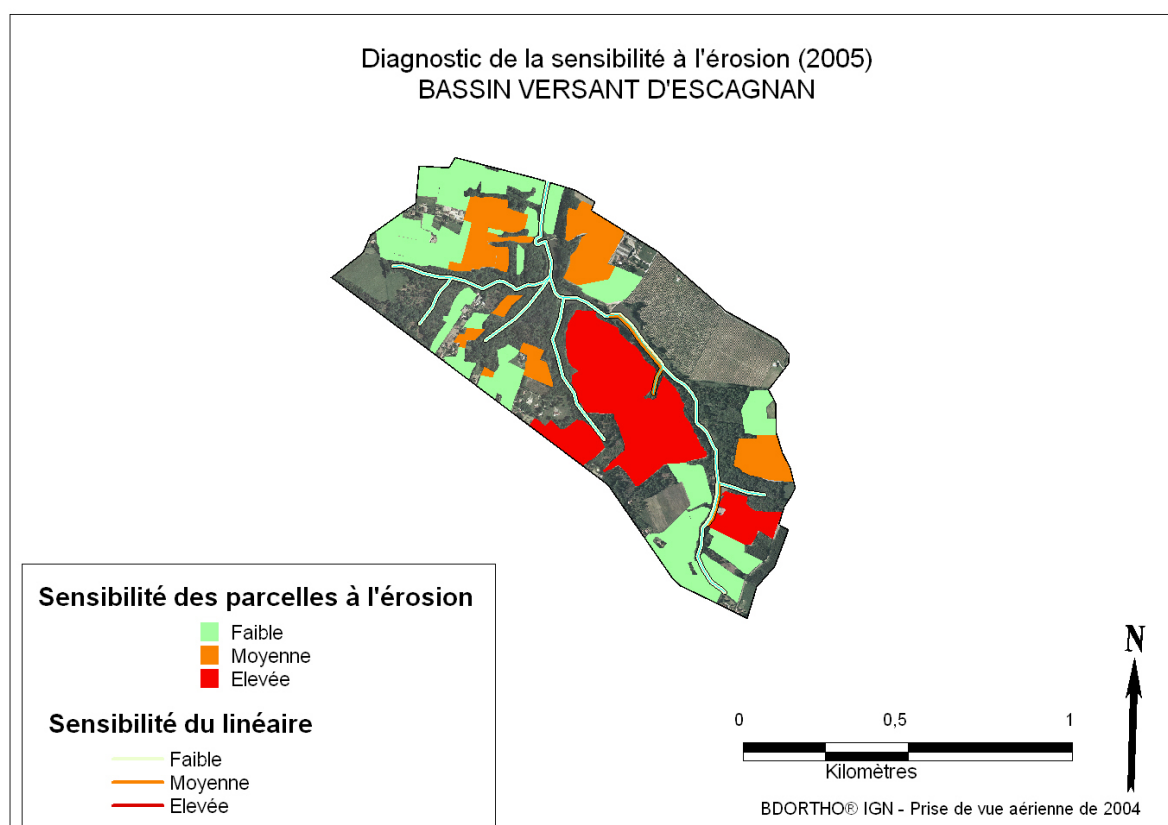 Diagnostic de la sensibilité à l'érosion (2005)
BASSIN VERSANT D'ESCAGNAN
Sensibilité des parcelles à l'érosion
Faible
Moyenne
Elevée
Sensibilité du linéaire
Faible
Moyenne
Elevée
N
0 0,5 1
Kilomètres
BDORTHO® IGN - Prise de vue aérienne de 2004